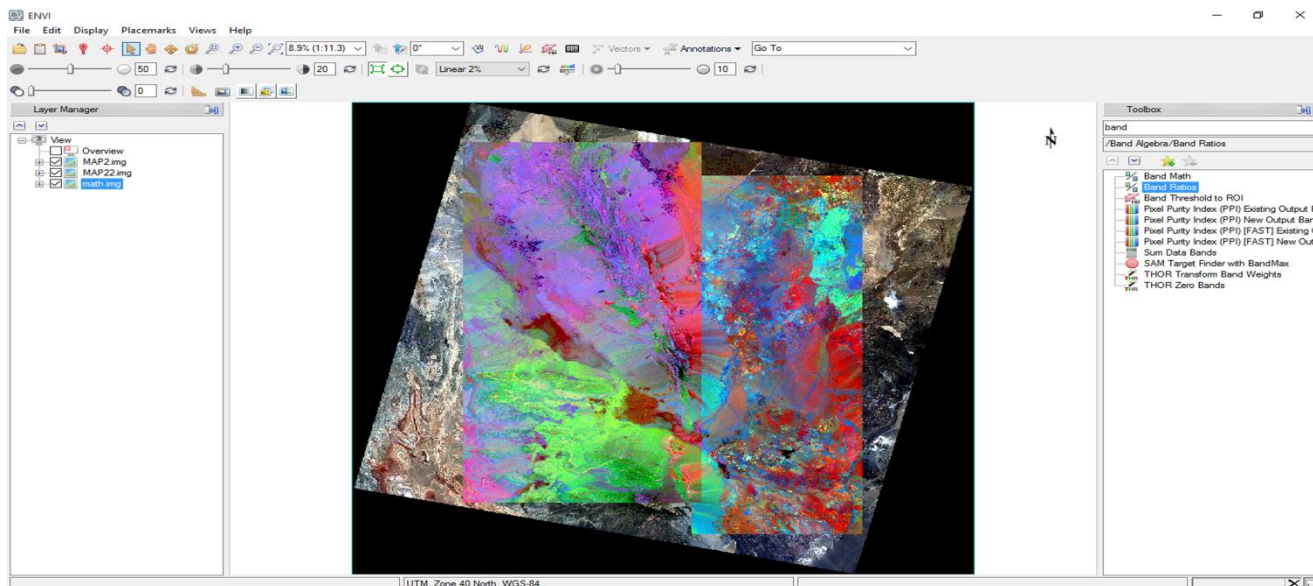 ENVI
File Edit Display Placemarks Views Help
8.9% (1:11.3) 0° Vectors Annotations Go To
50 20 Linear 2% 10
0
Layer Manager
View
Overview
MAP2.img
MAP22.img
math.img
N
Toolbox
band
/Band Algebra/Band Ratios
Band Math
Band Ratios
Band Threshold to ROI
Pixel Purity Index (PPI) Existing Output
Pixel Purity Index (PPI) New Output Ban
Pixel Purity Index (PPI) [FAST] Existing
Pixel Purity Index (PPI) [FAST] New Out
Sum Data Bands
SAM Target Finder with BandMax
THOR Transform Band Weights
THOR Zero Bands
UTM, Zone 40 North, WGS-84